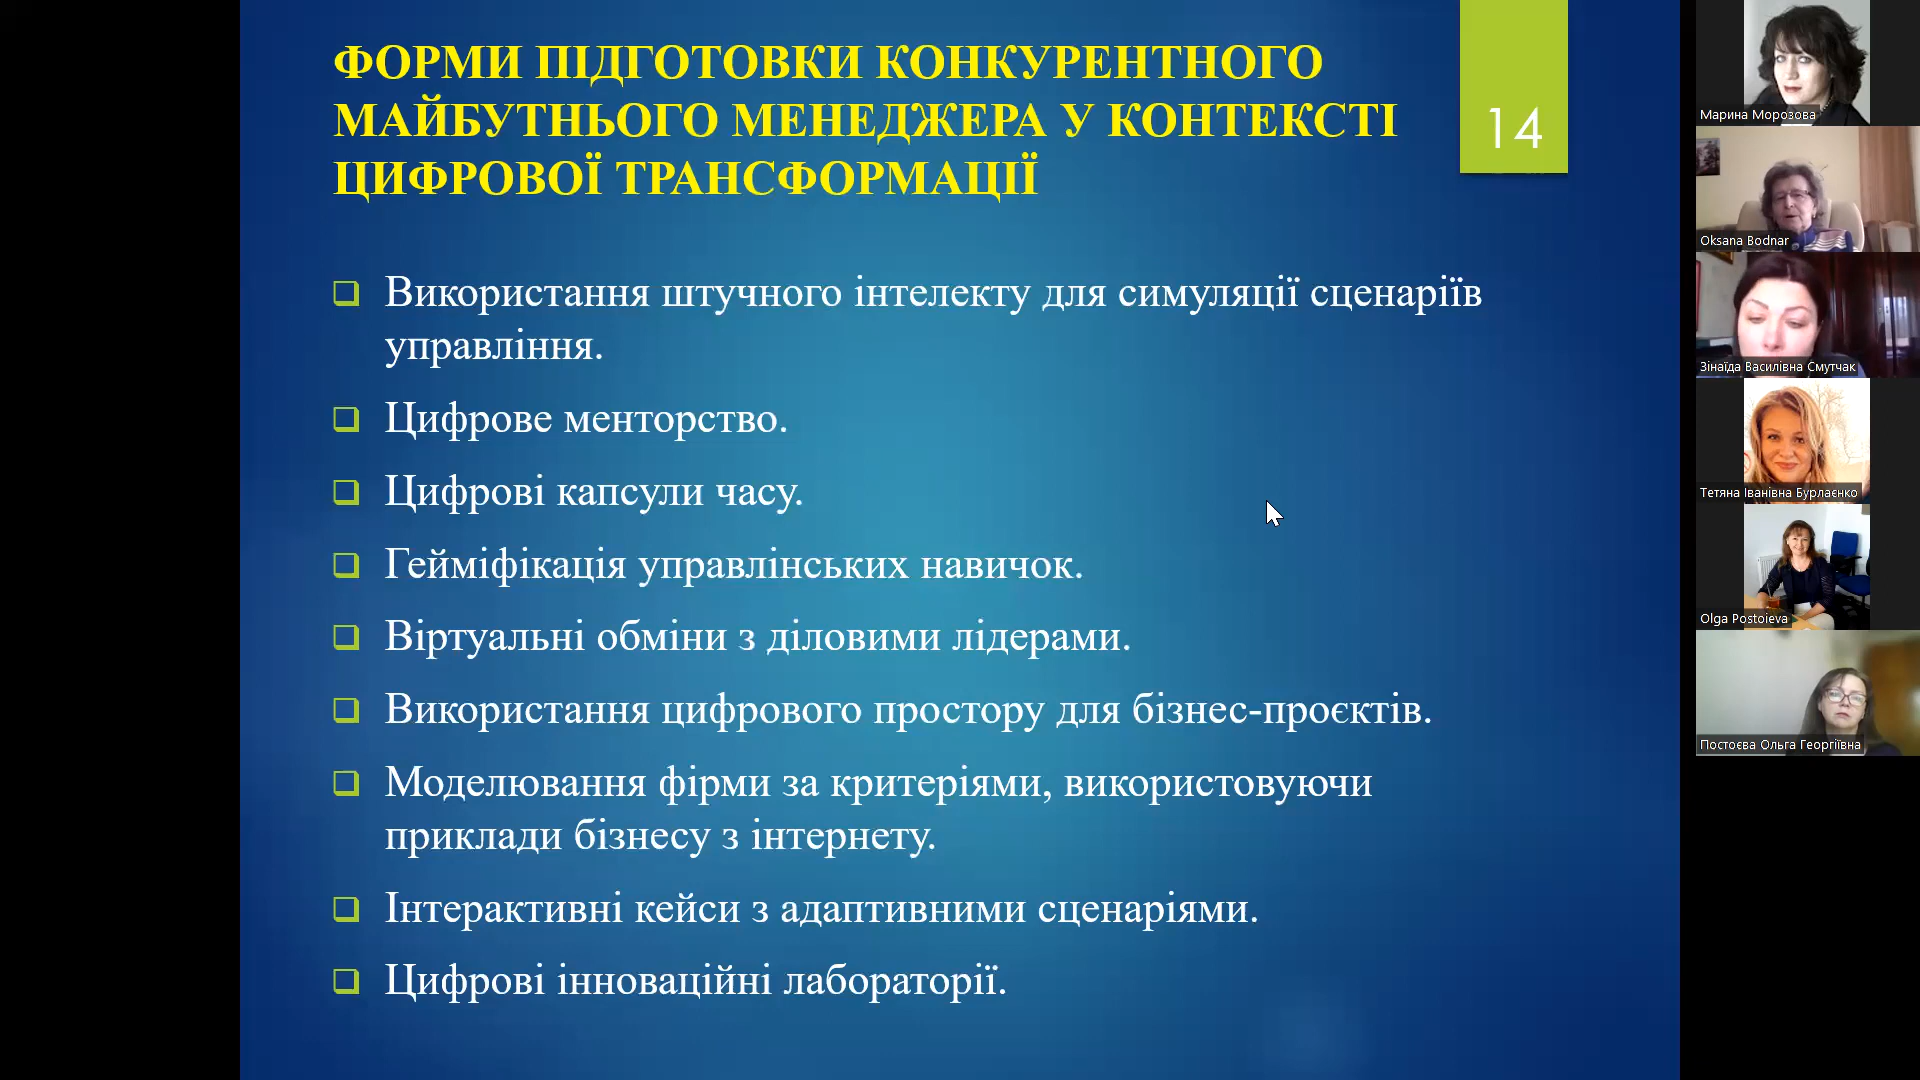 ФОРМИ ПІДГОТОВКИ КОНКУРЕНТНОГО
МАЙБУТНЬОГО МЕНЕДЖЕРА У КОНТЕКСТІ
ЦИФРОВОЇ ТРАНСФОРМАЦІЇ
14
Використання штучного інтелекту для симуляції сценаріїв
управління.
Цифрове менторство.
Цифрові капсули часу.
Гейміфікація управлінських навичок.
Віртуальні обміни з діловими лідерами.
Використання цифрового простору для бізнес-проєктів.
Моделювання фірми за критеріями, використовуючи
приклади бізнесу з інтернету.
Інтерактивні кейси з адаптивними сценаріями.
Цифрові інноваційні лабораторії.
Марина Морозова
Oksana Bodnar
Зінаїда Василівна Смутчак
Тетяна Іванівна Бурлаєнко
Olga Postoieva
Постоєва Ольга Георгіївна